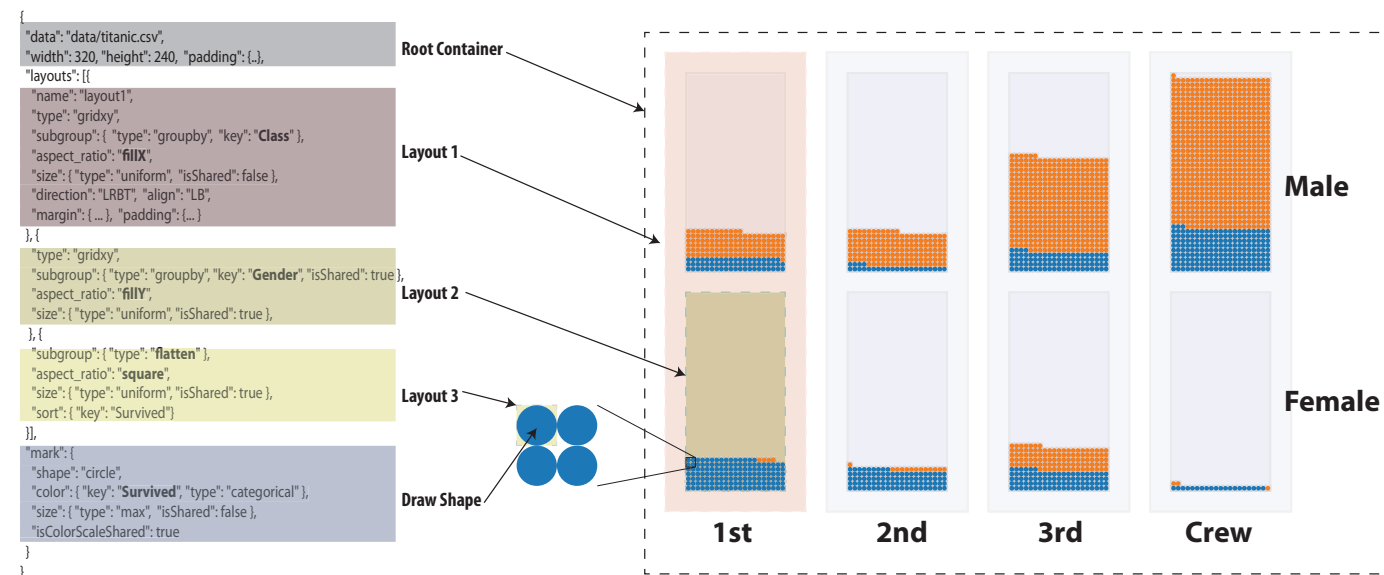 {
"data": "data/titanic.csv",
"width": 320, "height": 240, "padding": {..},
"layouts": [{
"name": "layout1",
"type": "gridxy",
"subgroup": { "type": "groupby", "key": "Class" },
"aspect_ratio": "fillX",
"size": { "type": "uniform", "isShared": false },
"direction": "LRBT", "align": "LB",
"margin": { ... }, "padding": {... }
}, {
"type": "gridxy",
"subgroup": { "type": "groupby", "key": "Gender", "isShared": true },
"aspect_ratio": "fillY",
"size": { "type": "uniform", "isShared": true },
}, {
"subgroup": { "type": "flatten" },
"aspect_ratio": "square",
"size": { "type": "uniform", "isShared": true },
"sort": { "key": "Survived"}
}],
"mark": {
"shape": "circle",
"color": { "key": "Survived", "type": "categorical" },
"size": { "type": "max", "isShared": false },
"isColorScaleShared": true
}
}
Root Container
Layout 1
Layout 2
Layout 3
Draw Shape
Male
Female
1st
2nd
3rd
Crew